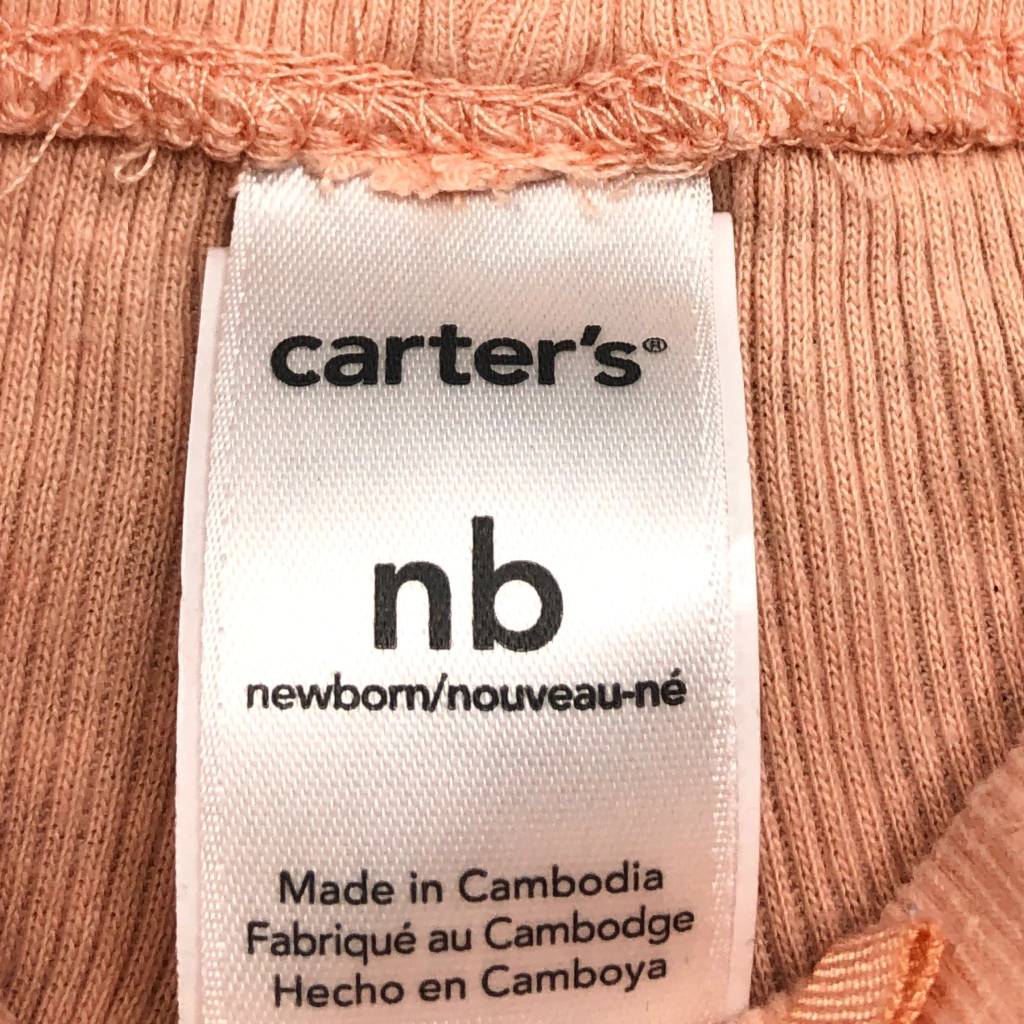 carter's®
nb
newborn/nouveau-né
Made in Cambodia
Fabriqué au Cambodge
Hecho en Camboya